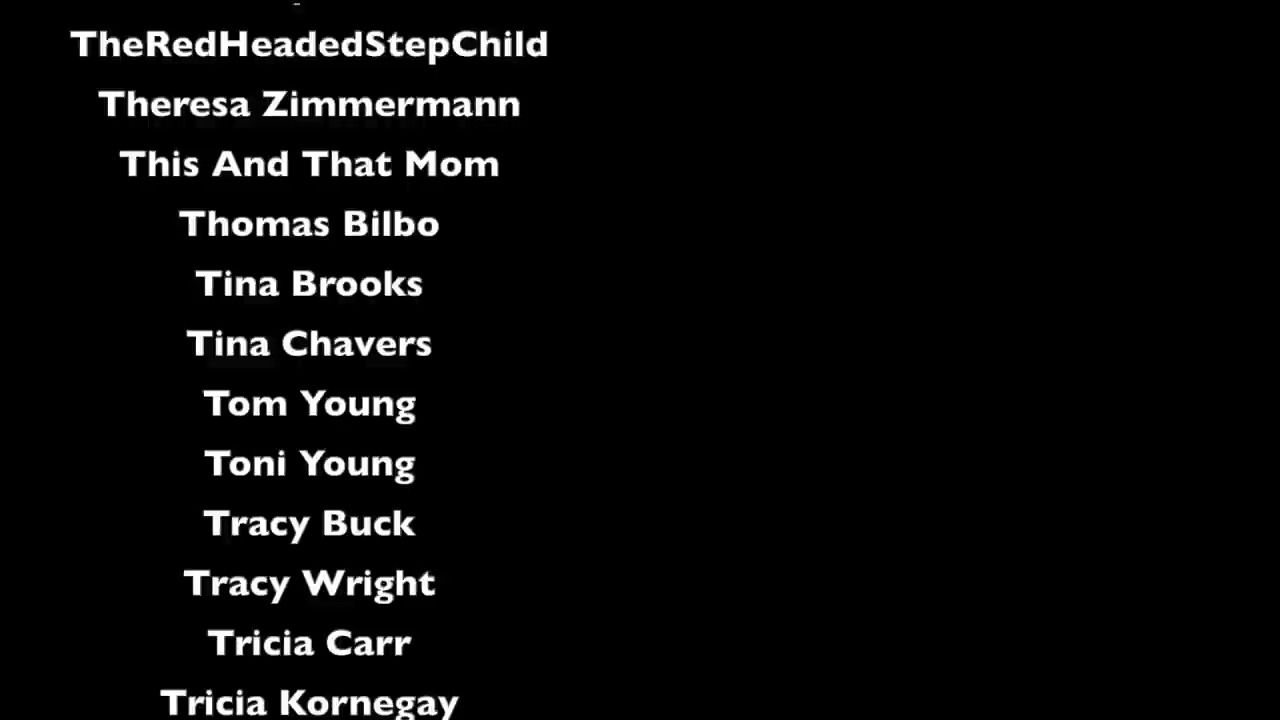 TheRedHeadedStepChild
Theresa Zimmermann
This And That Mom
Thomas Bilbo
Tina Brooks
Tina Chavers
Tom Young
Toni Young
Tracy Buck
Tracy Wright
Tricia Carr
Tricia Kornegay